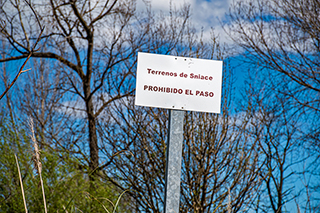 Terrenos de Sniace
PROHIBIDO EL PASO